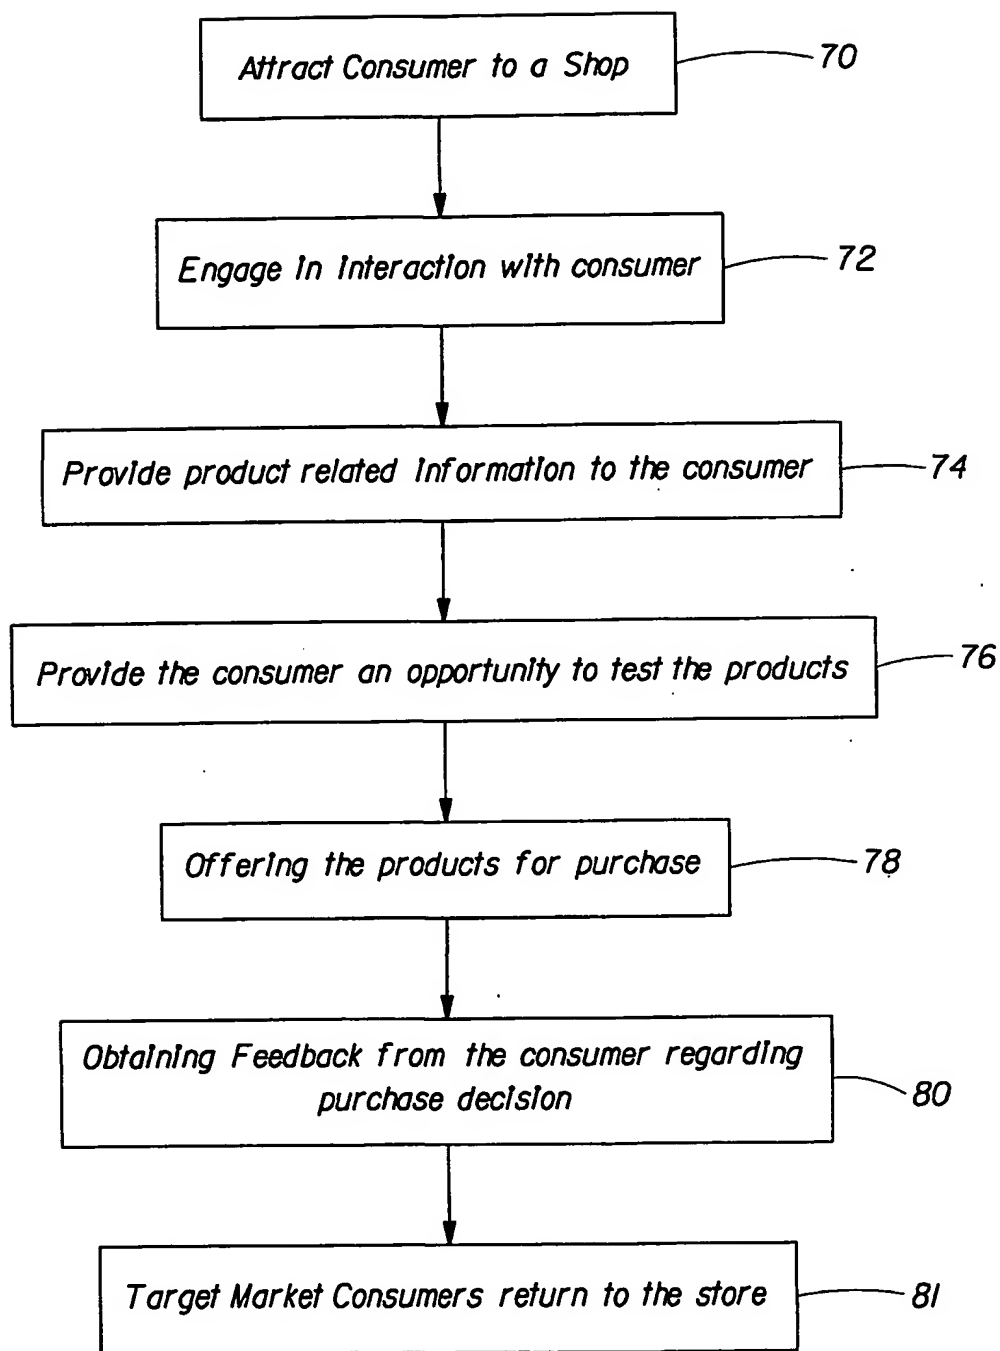 Attract Consumer to a Shop
70
Engage in interaction with consumer
72
Provide product related information to the consumer
74
Provide the consumer an opportunity to test the products
76
Offering the products for purchase
78
Obtaining Feedback from the consumer regarding
purchase decision
80
Target Market Consumers return to the store
81